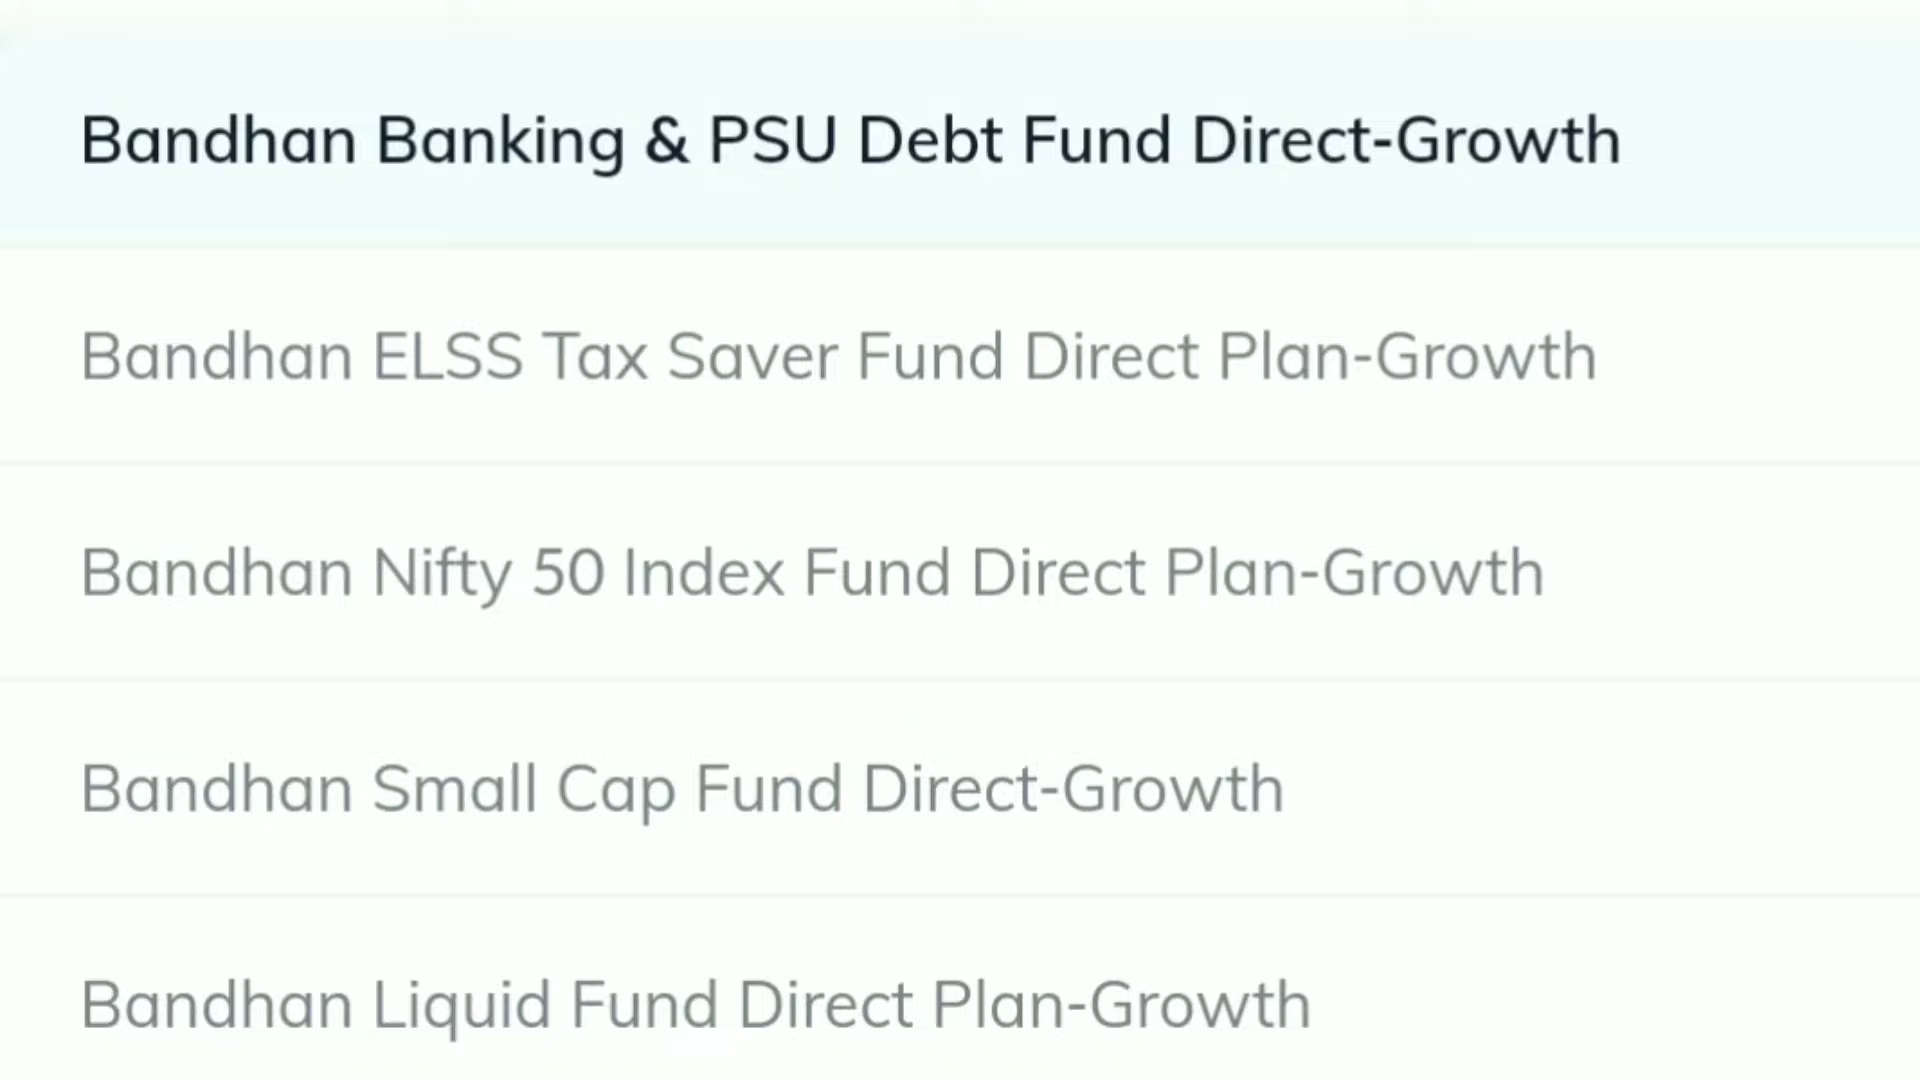 Bandhan Banking & PSU Debt Fund Direct-Growth
Bandhan ELSS Tax Saver Fund Direct Plan-Growth
Bandhan Nifty 50 Index Fund Direct Plan-Growth
Bandhan Small Cap Fund Direct-Growth
Bandhan Liquid Fund Direct Plan-Growth